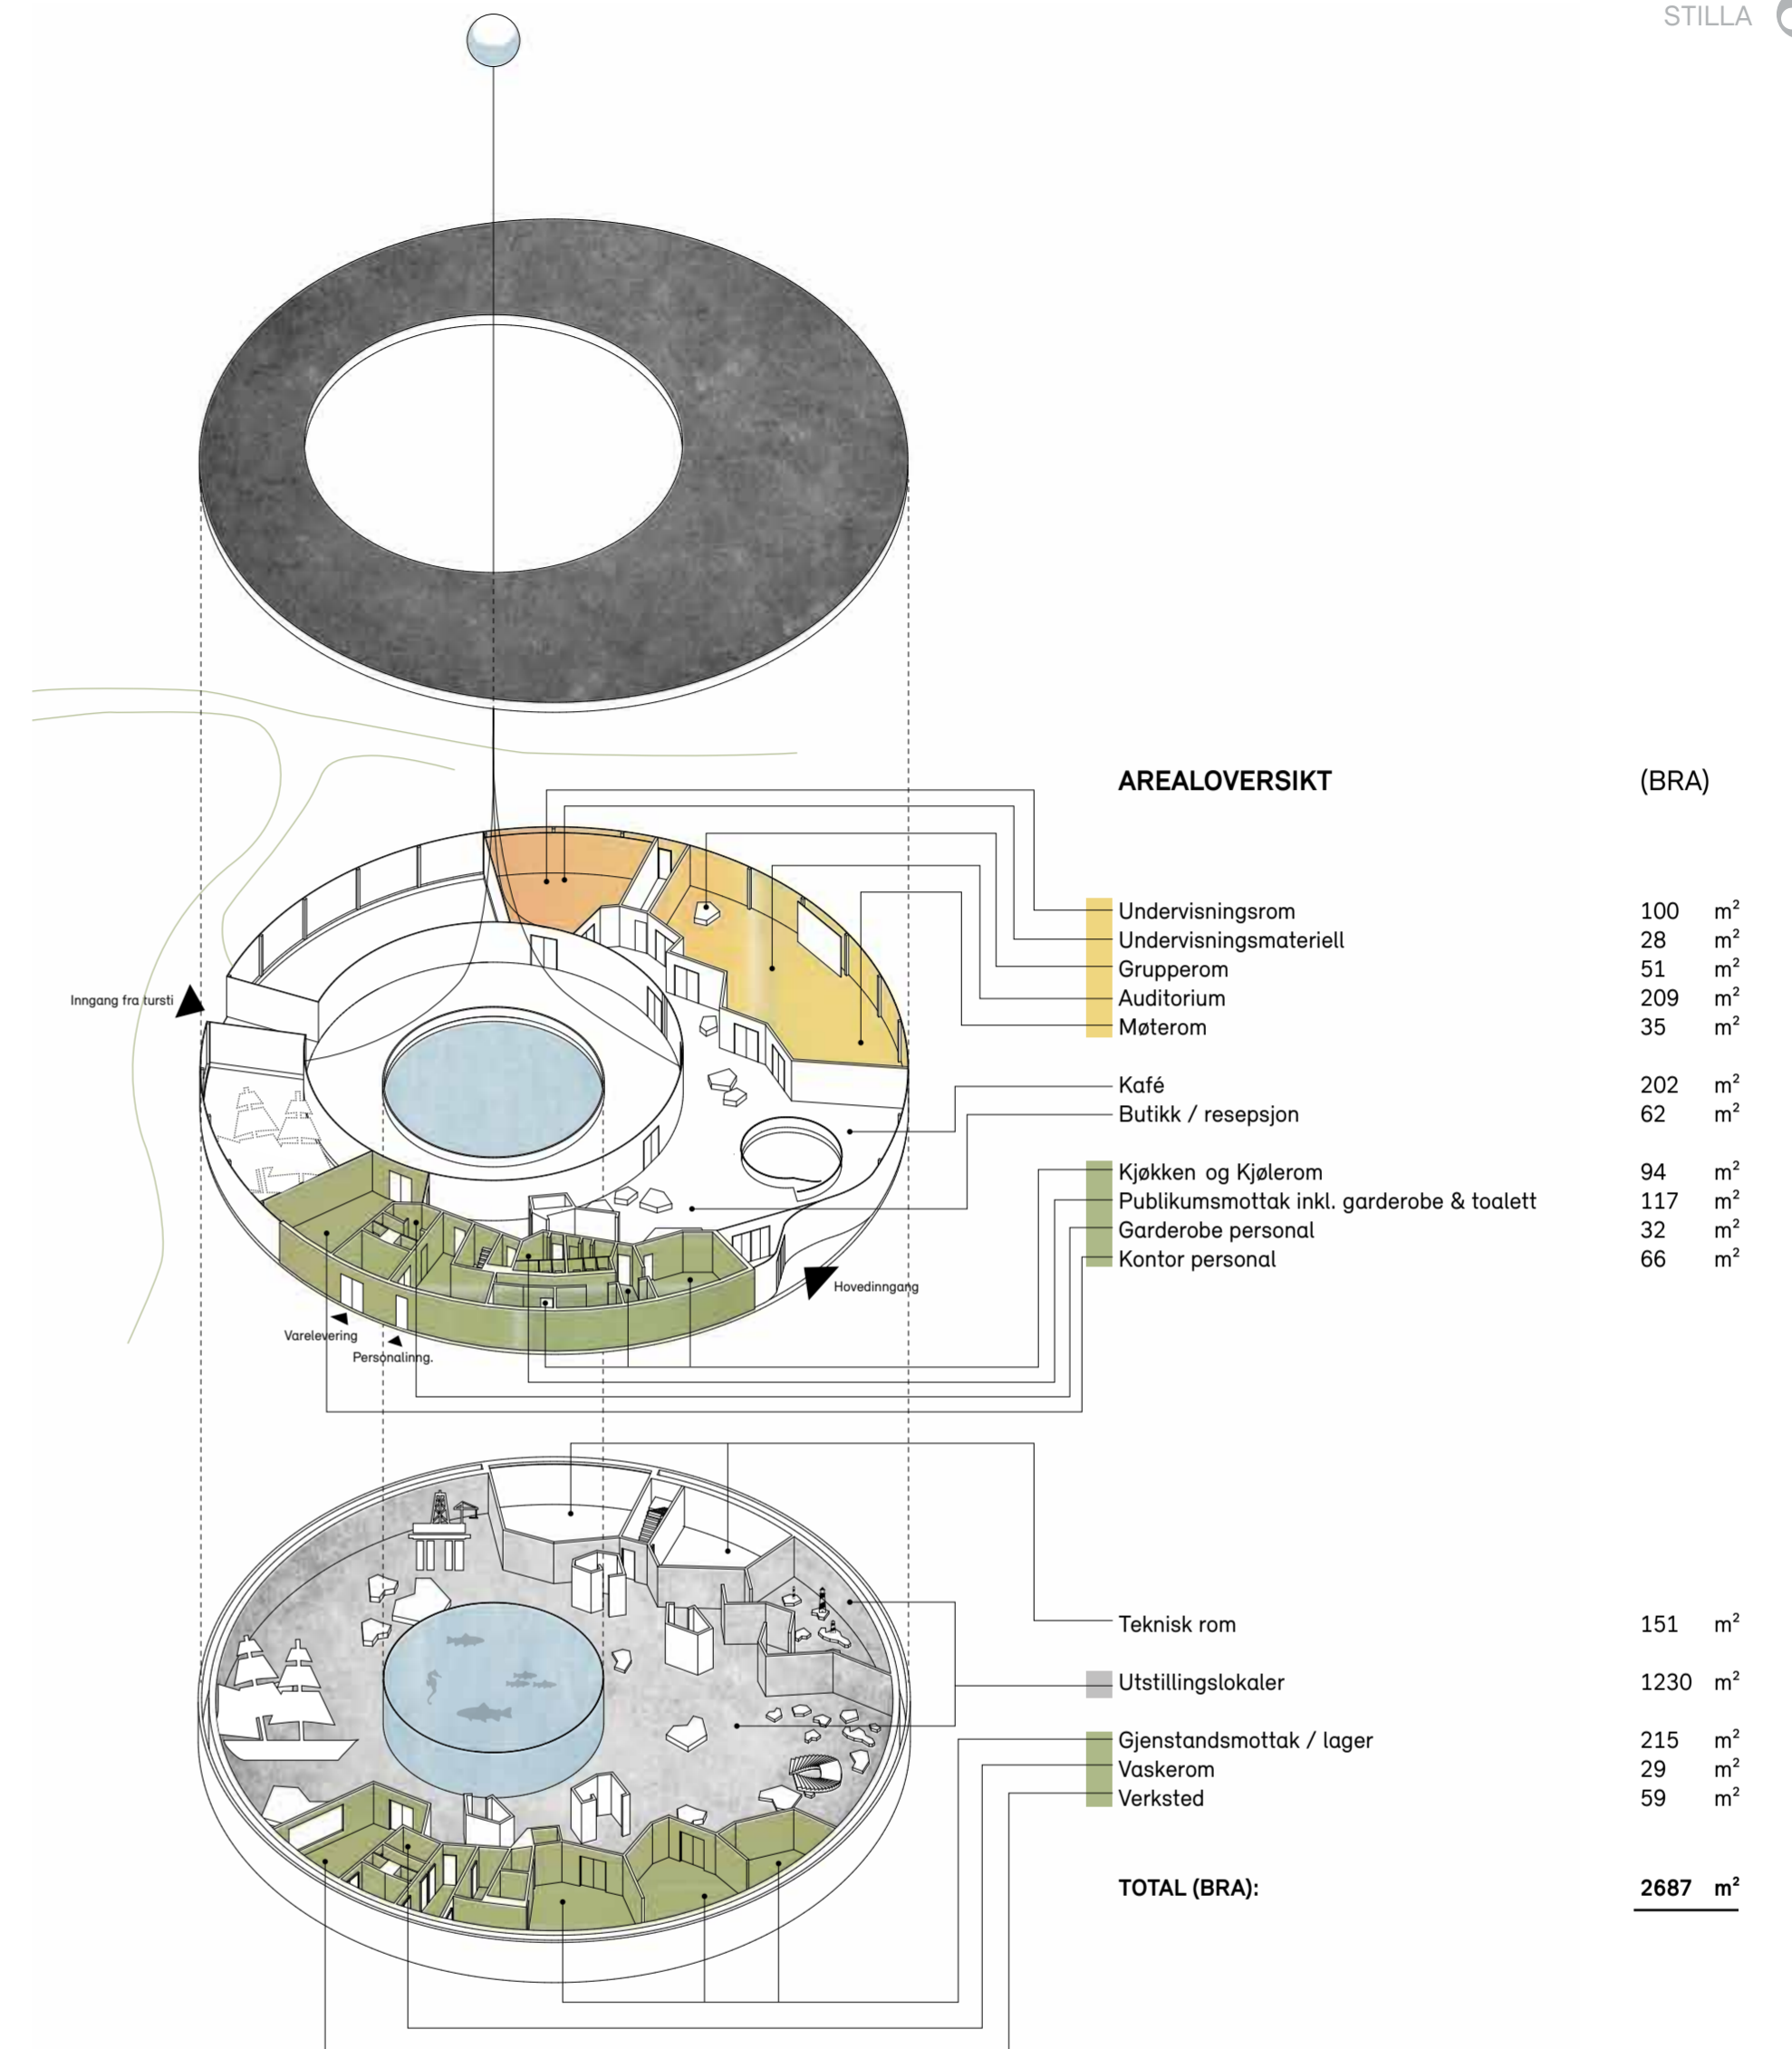 STILLA
AREALOVERSIKT (BRA)
Undervisningsrom 100 m²
Undervisningsmateriell 28 m²
Grupperom 51 m²
Auditorium 209 m²
Møterom 35 m²
Inngang fra tursti
Kafé 202 m²
Butikk / resepsjon 62 m²
Kjøkken og Kjølerom 94 m²
Publikumsmottak inkl. garderobe & toalett 117 m²
Garderobe personal 32 m²
Kontor personal 66 m²
Hovedinngang
Varelevering
Personalinng.
Teknisk rom 151 m²
Utstillingslokaler 1230 m²
Gjenstandsmottak / lager 215 m²
Vaskerom 29 m²
Verksted 59 m²
TOTAL (BRA): 2687 m²